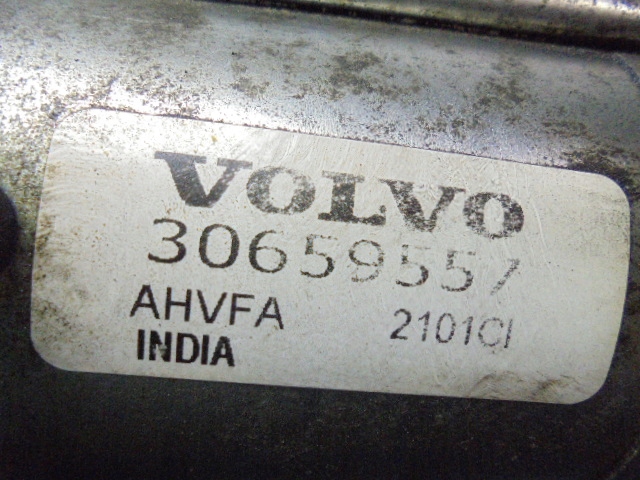 VOLVO
30659557
AHVFA 2101CI
INDIA